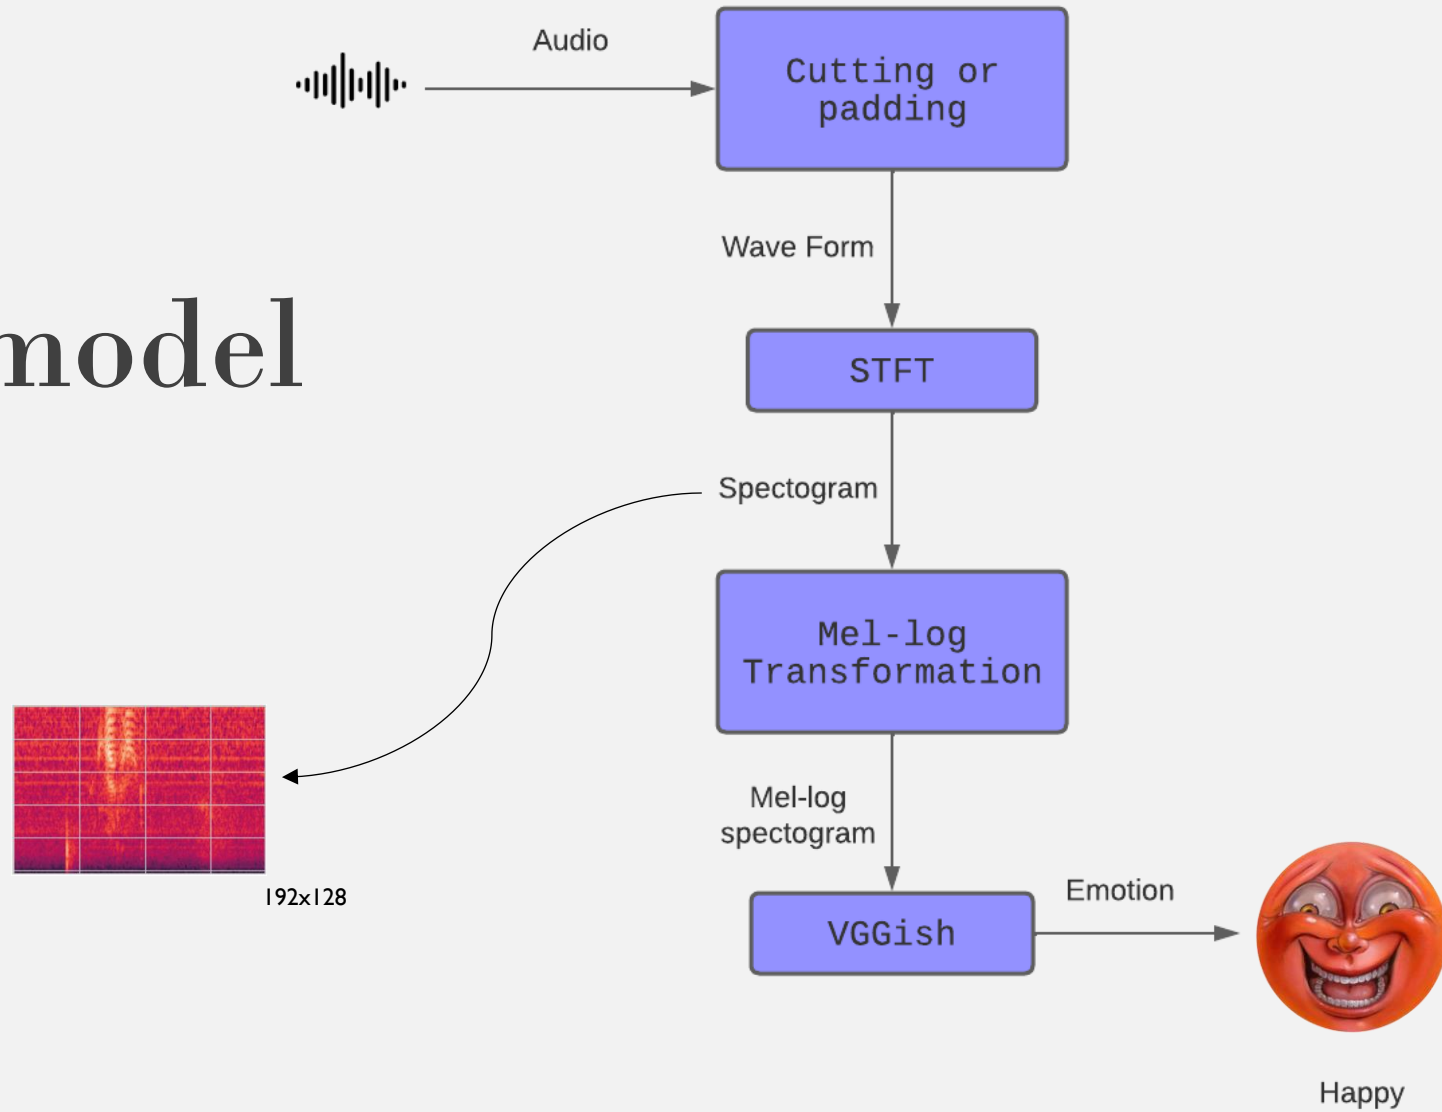 Audio
Cutting or
padding
Wave Form
model
STFT
Spectogram
Mel-log
Transformation
Mel-log
spectogram
192x128
Emotion
VGGish
Happy